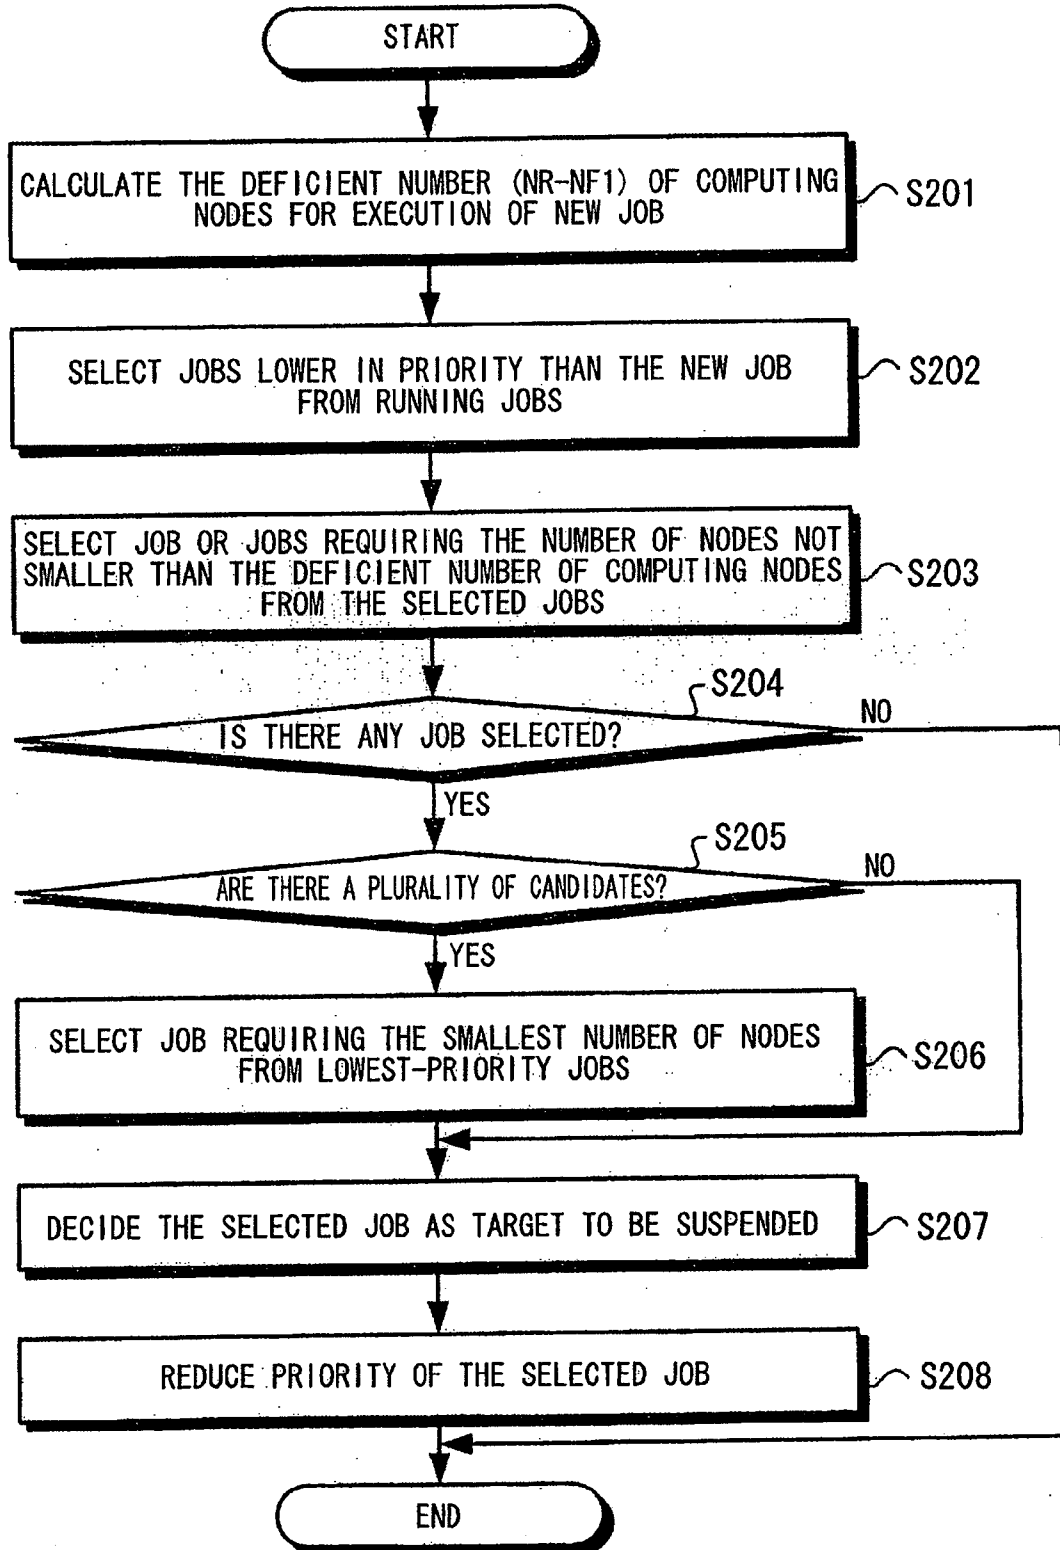 START
CALCULATE THE DEFICIENT NUMBER (NR-NF1) OF COMPUTING
NODES FOR EXECUTION OF NEW JOB
S201
SELECT JOBS LOWER IN PRIORITY THAN THE NEW JOB
FROM RUNNING JOBS
S202
SELECT JOB OR JOBS REQUIRING THE NUMBER OF NODES NOT
SMALLER THAN THE DEFICIENT NUMBER OF COMPUTING NODES
FROM THE SELECTED JOBS
S203
S204
IS THERE ANY JOB SELECTED?
NO
YES
S205
ARE THERE A PLURALITY OF CANDIDATES?
NO
YES
SELECT JOB REQUIRING THE SMALLEST NUMBER OF NODES
FROM LOWEST-PRIORITY JOBS
S206
DECIDE THE SELECTED JOB AS TARGET TO BE SUSPENDED
S207
REDUCE PRIORITY OF THE SELECTED JOB
S208
END